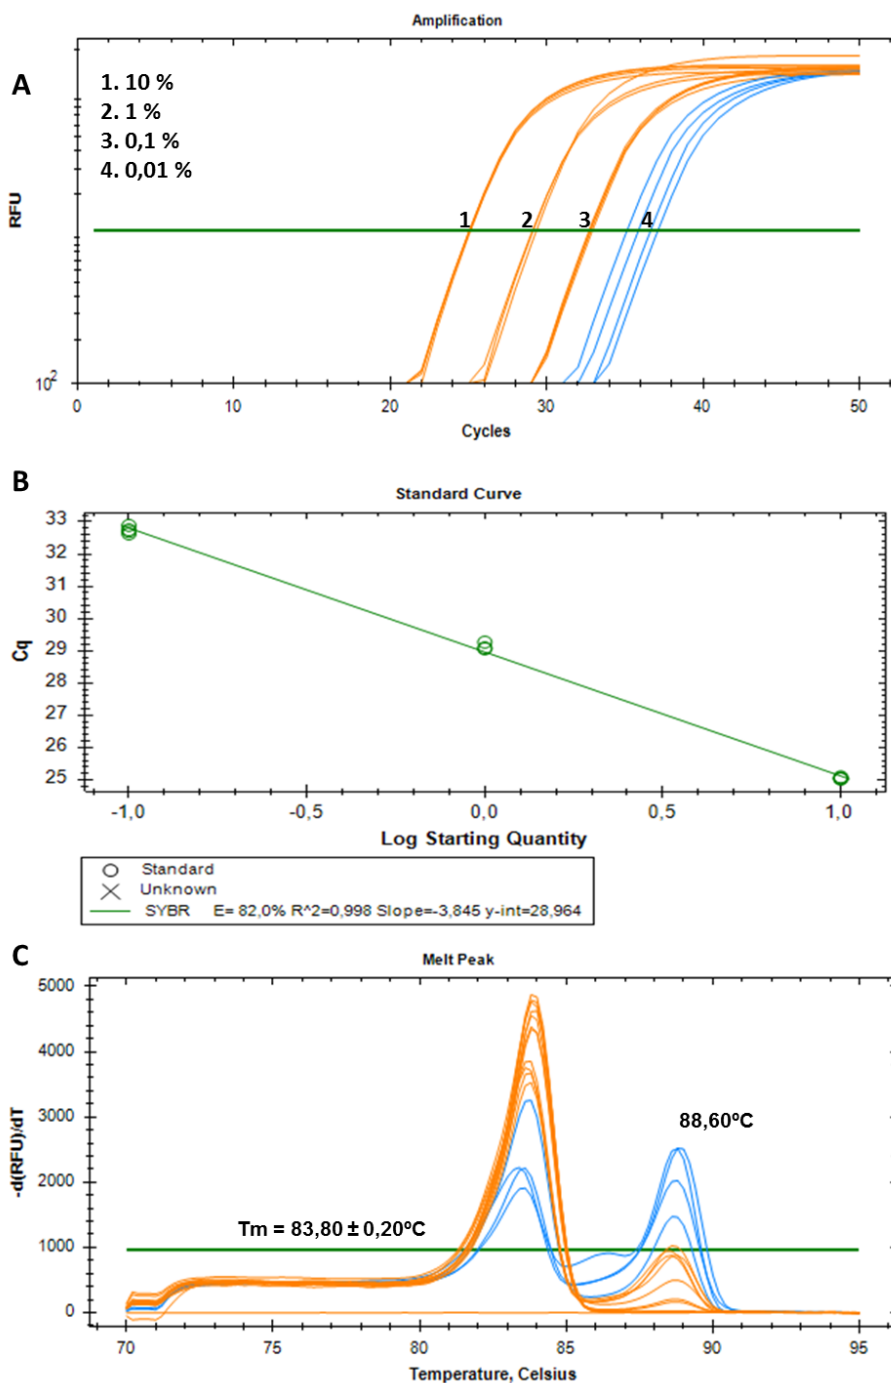 Amplification
A
1. 10 %
2. 1 %
3. 0,1 %
4. 0,01 %
RFU
1 2 3 4
10²
0 10 20 30 40 50
Cycles
B
Standard Curve
33
32
31
30
29
28
27
26
25
Cq
-1,0 -0,5 0,0 0,5 1,0
Log Starting Quantity
Standard
Unknown
SYBR E= 82,0% R^2=0,998 Slope=-3,845 y-int=28,964
C
Melt Peak
5000
4000
3000
2000
1000
0
-d(RFU)/dT
88,60ºC
Tm = 83,80 ± 0,20ºC
70 75 80 85 90 95
Temperature, Celsius